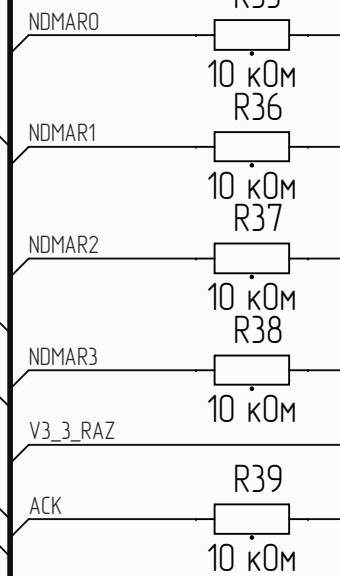 NDMAR0
10 кОм
R36
NDMAR1
10 кОм
R37
NDMAR2
10 кОм
R38
NDMAR3
10 кОм
V3_3_RAZ
R39
ACK
10 кОм